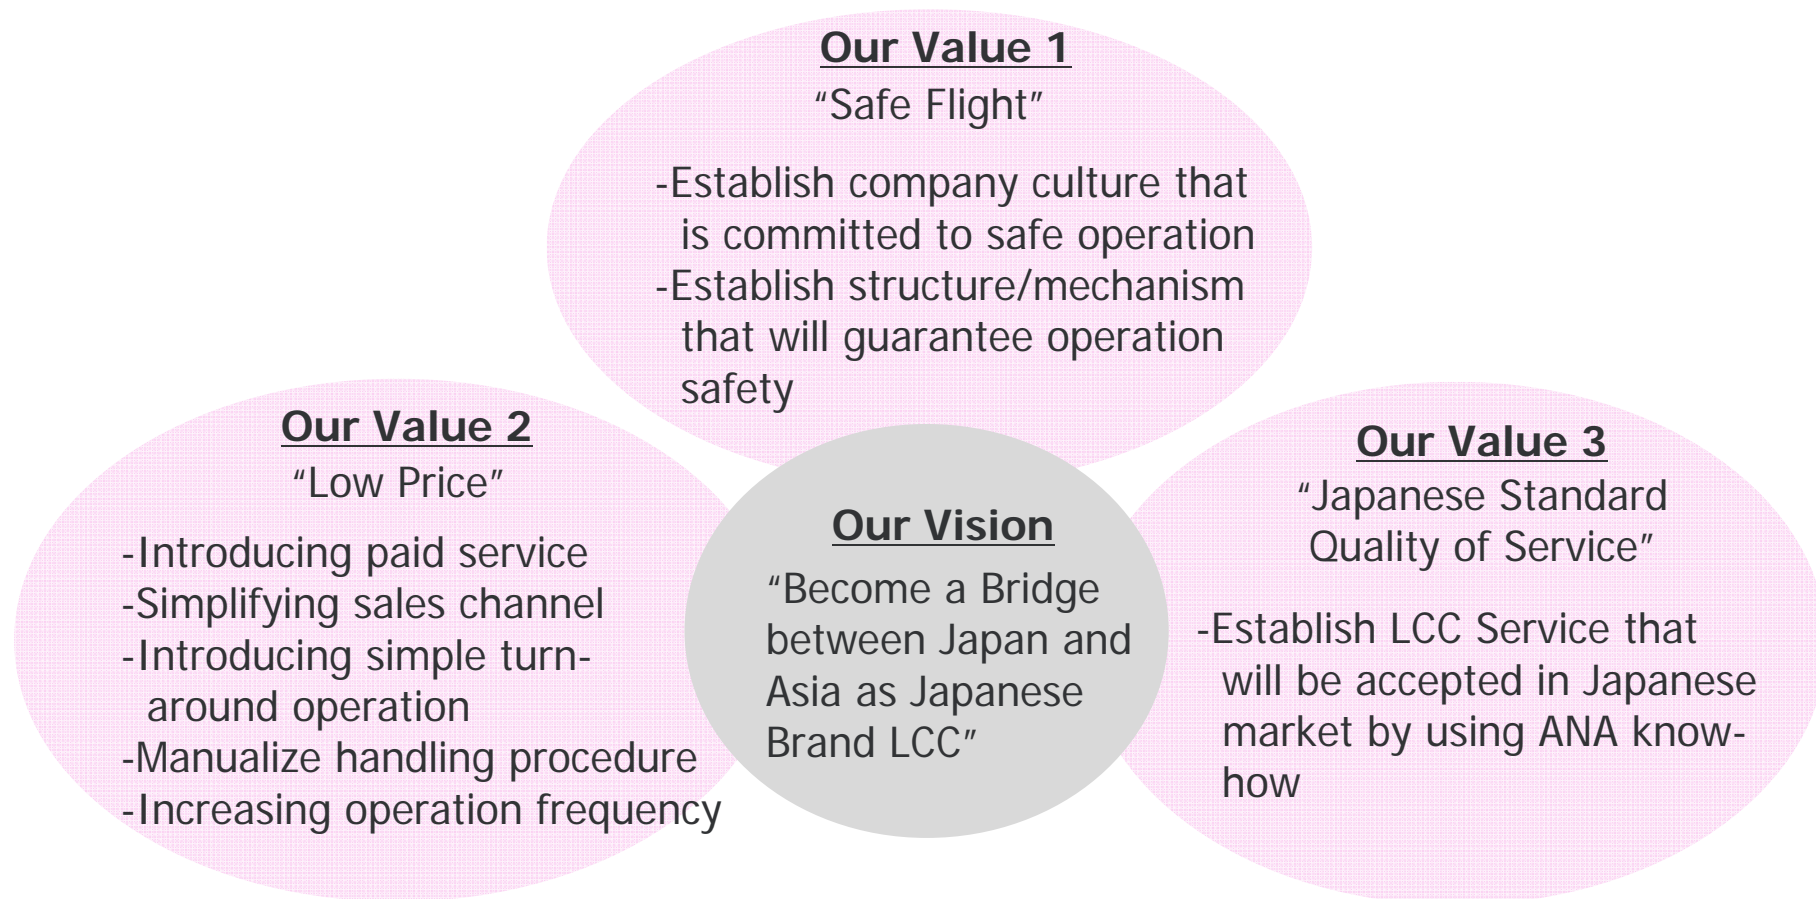 Our Value 1
“Safe Flight”
-Establish company culture that
is committed to safe operation
-Establish structure/mechanism
that will guarantee operation
safety
Our Value 2
“Low Price”
-Introducing paid service
-Simplifying sales channel
-Introducing simple turn-
around operation
-Manualize handling procedure
-Increasing operation frequency
Our Vision
“Become a Bridge
between Japan and
Asia as Japanese
Brand LCC”
Our Value 3
“Japanese Standard
Quality of Service”
-Establish LCC Service that
will be accepted in Japanese
market by using ANA know-
how